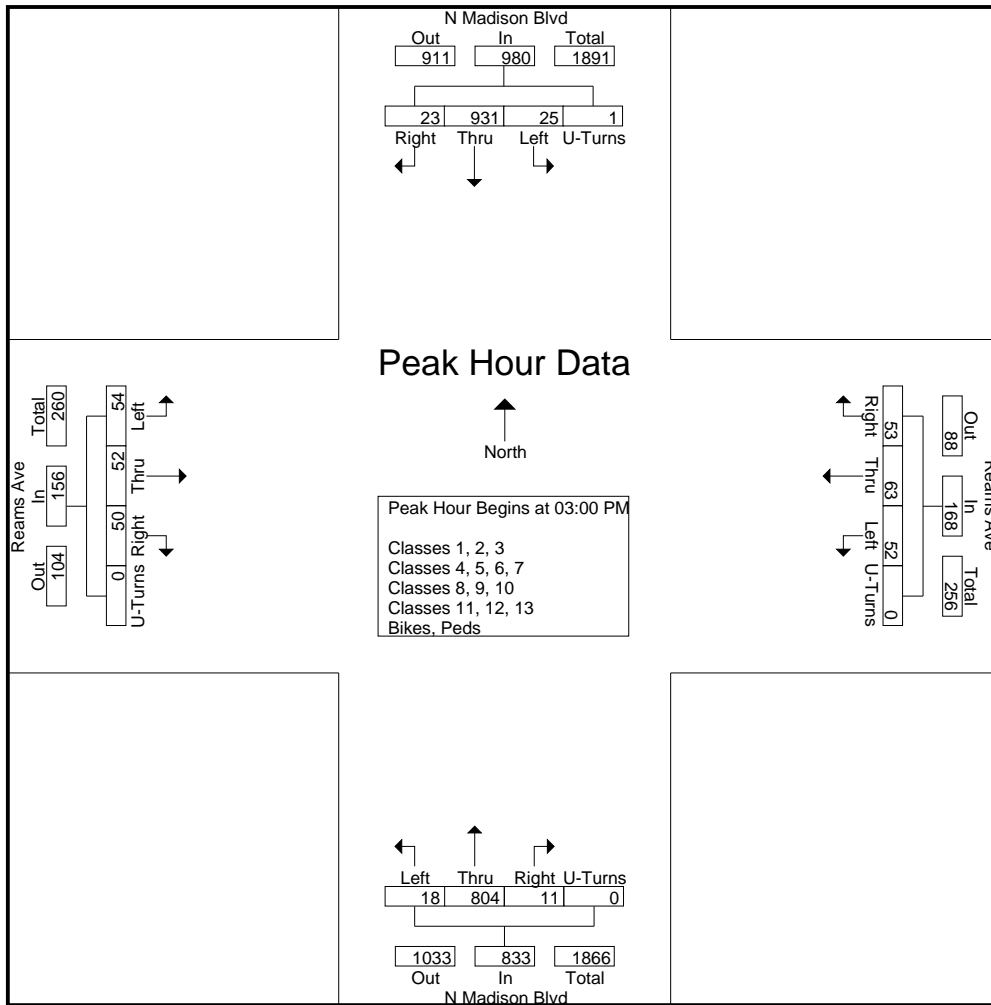 N Madison Blvd
Out In Total
911 980 1891
23 931 25 1
Right Thru Left U-Turns
Peak Hour Data
North
Reams Ave
Total In Out
260 156 104
54 52 50 0
Left Thru Right U-Turns
Peak Hour Begins at 03:00 PM
Classes 1, 2, 3
Classes 4, 5, 6, 7
Classes 8, 9, 10
Classes 11, 12, 13
Bikes, Peds
Right Thru Left U-Turns
53 63 52 0
Out In Total
88 168 256
Reams Ave
Left Thru Right U-Turns
18 804 11 0
1033 833 1866
Out In Total
N Madison Blvd